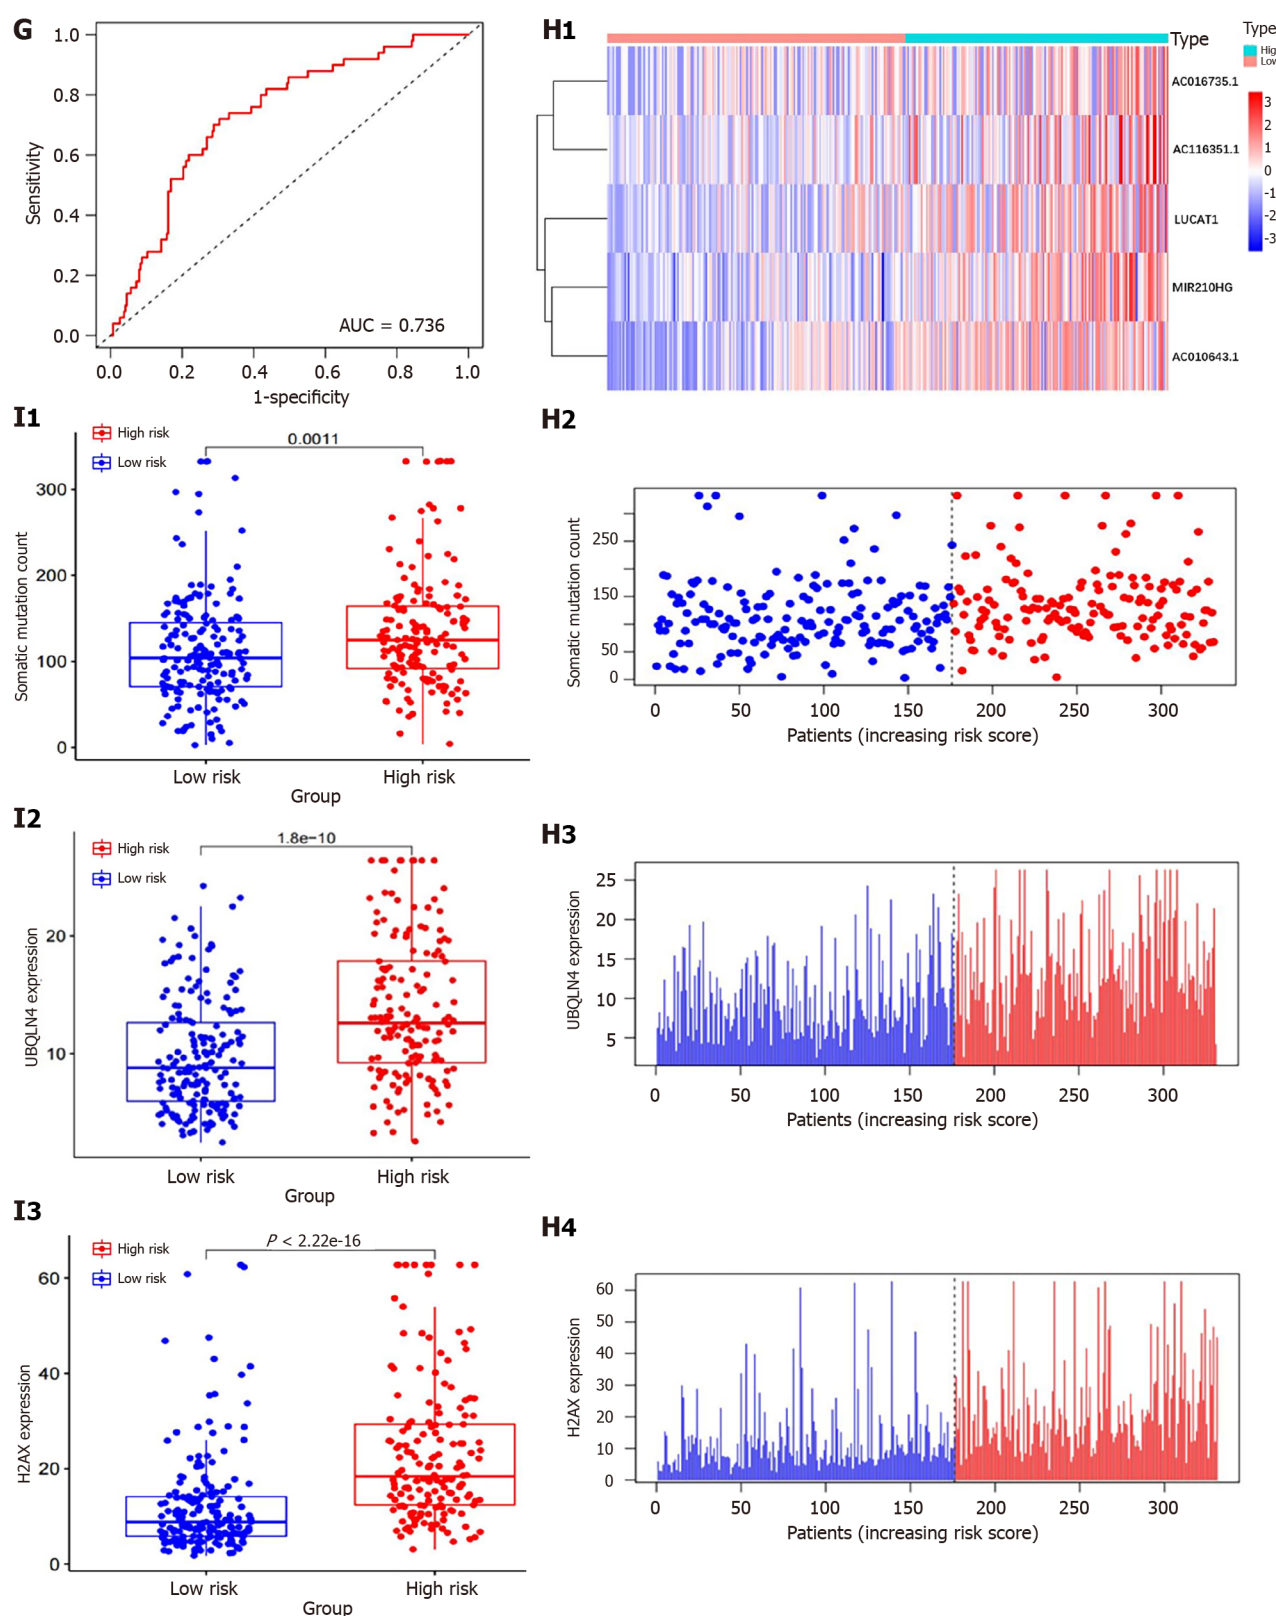 G
1.0
0.8
0.6
0.4
0.2
0.0
Sensitivity
AUC = 0.736
0.0 0.2 0.4 0.6 0.8 1.0
1-specificity
H1
Type
Type
High
Low
AC016735.1
AC116351.1
LUCAT1
MIR210HG
AC010643.1
3
2
1
0
-1
-2
-3
I1
High risk
Low risk
0.0011
300
200
100
0
Somatic mutation count
Low risk High risk
Group
H2
250
150
50
0
Somatic mutation count
0 50 100 150 200 250 300
Patients (increasing risk score)
I2
High risk
Low risk
1.8e-10
20
10
UBQLN4 expression
Low risk High risk
Group
H3
25
20
15
10
5
UBQLN4 expression
0 50 100 150 200 250 300
Patients (increasing risk score)
I3
High risk
Low risk
P < 2.22e-16
60
40
20
0
H2AX expression
Low risk High risk
Group
H4
60
50
40
30
20
10
0
H2AX expression
0 50 100 150 200 250 300
Patients (increasing risk score)